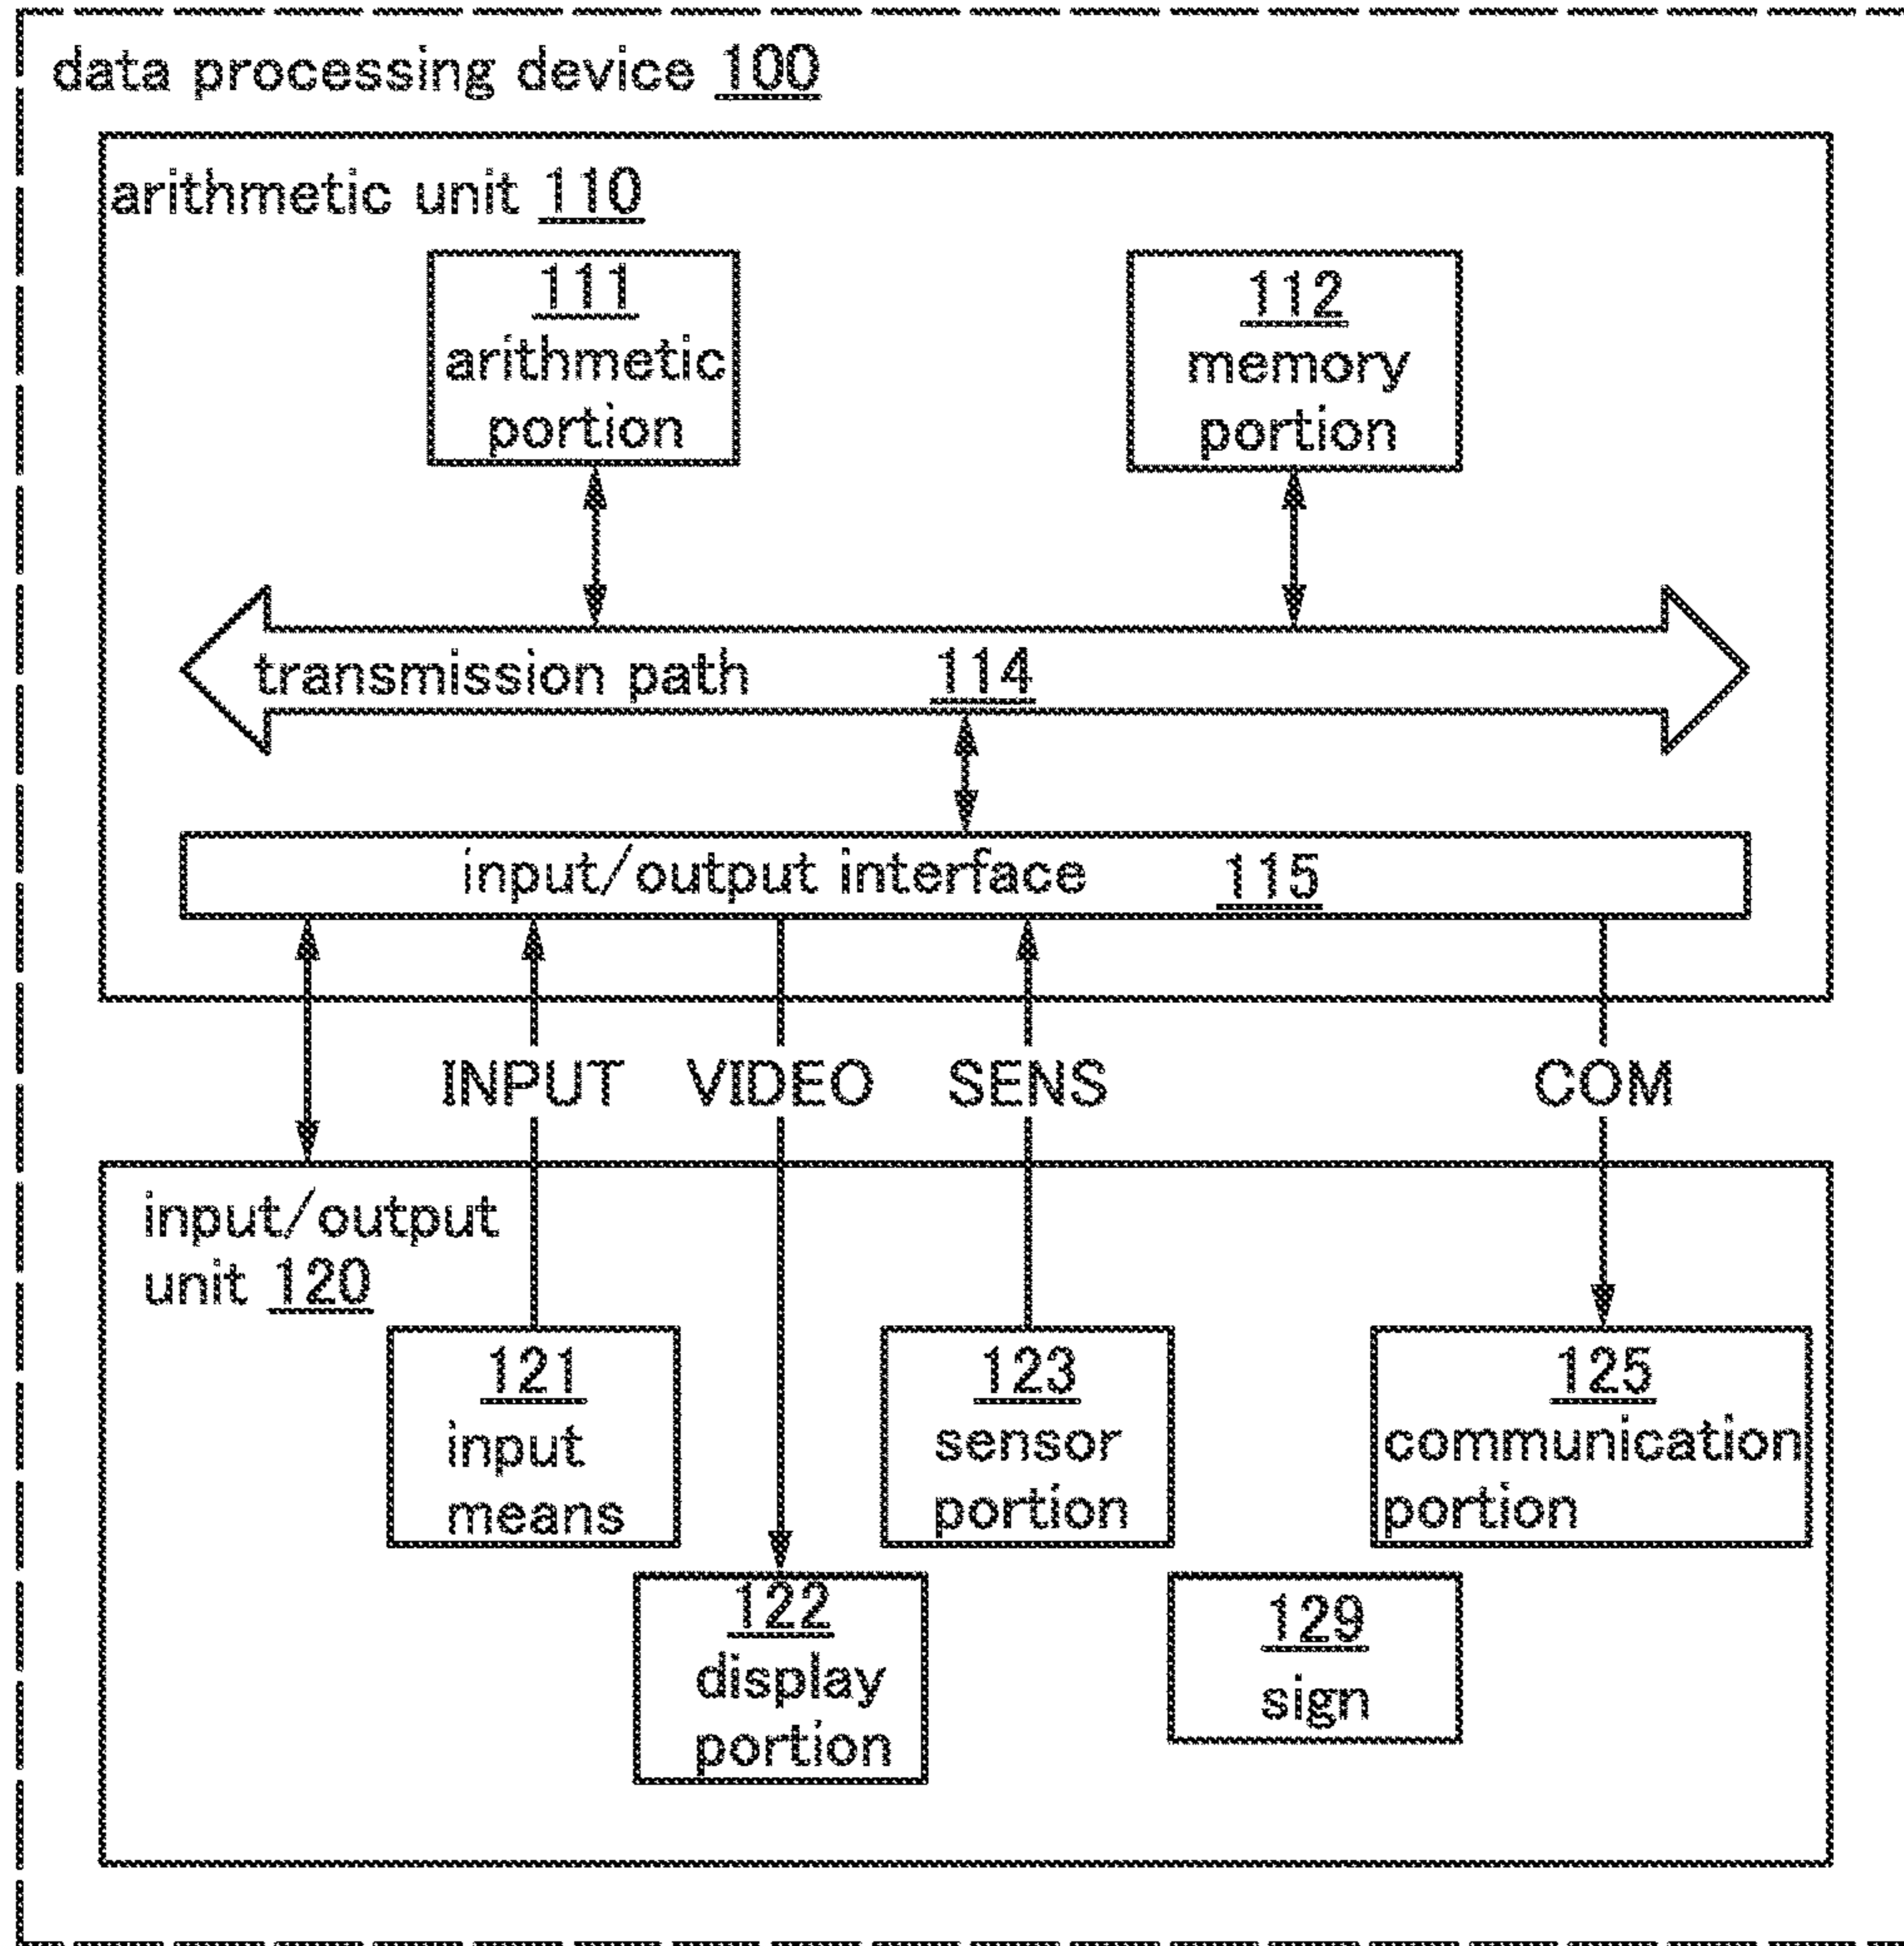 data processing device 100
arithmetic unit 110
111
arithmetic
portion
112
memory
portion
transmission path 114
input/output interface 115
INPUT VIDEO SENS COM
input/output
unit 120
121
input
means
123
sensor
portion
125
communication
portion
122
display
portion
129
sign